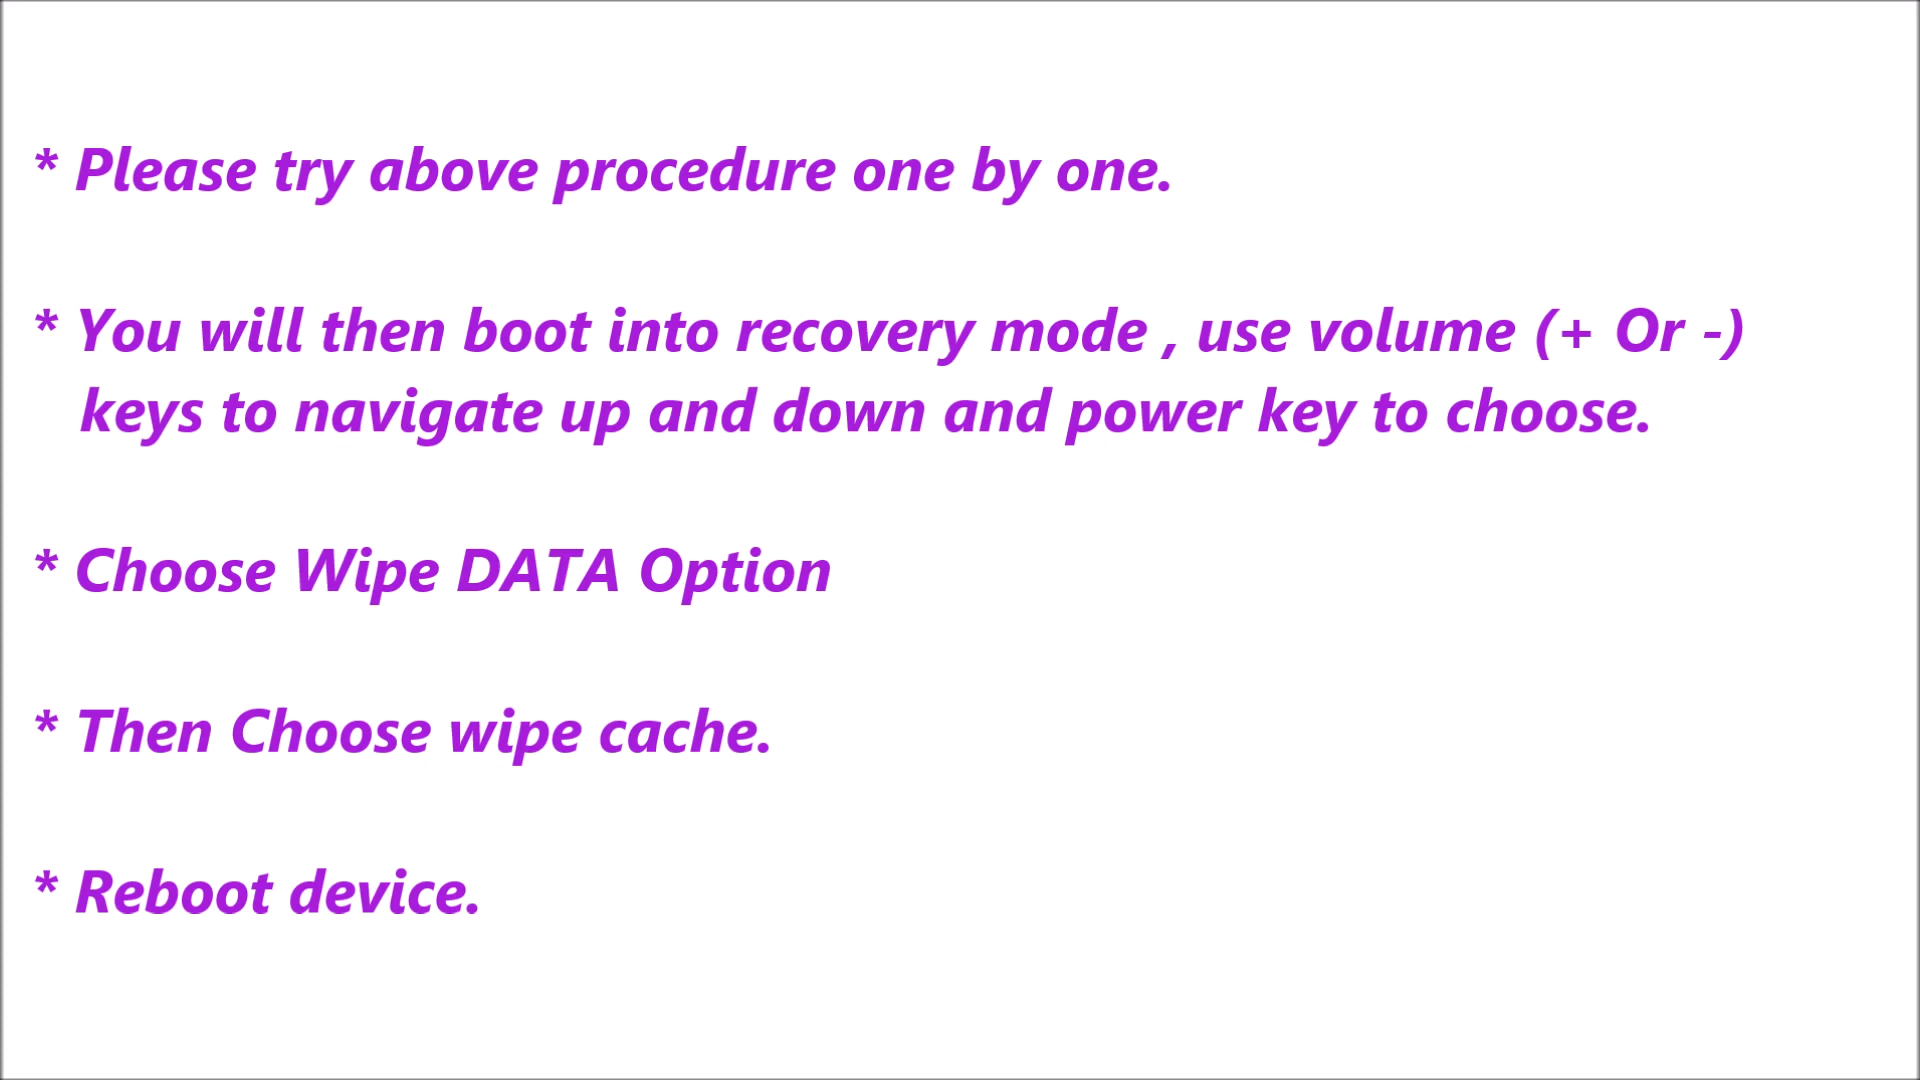 * Please try above procedure one by one.
* You will then boot into recovery mode , use volume (+ Or -)
keys to navigate up and down and power key to choose.
* Choose Wipe DATA Option
* Then Choose wipe cache.
* Reboot device.